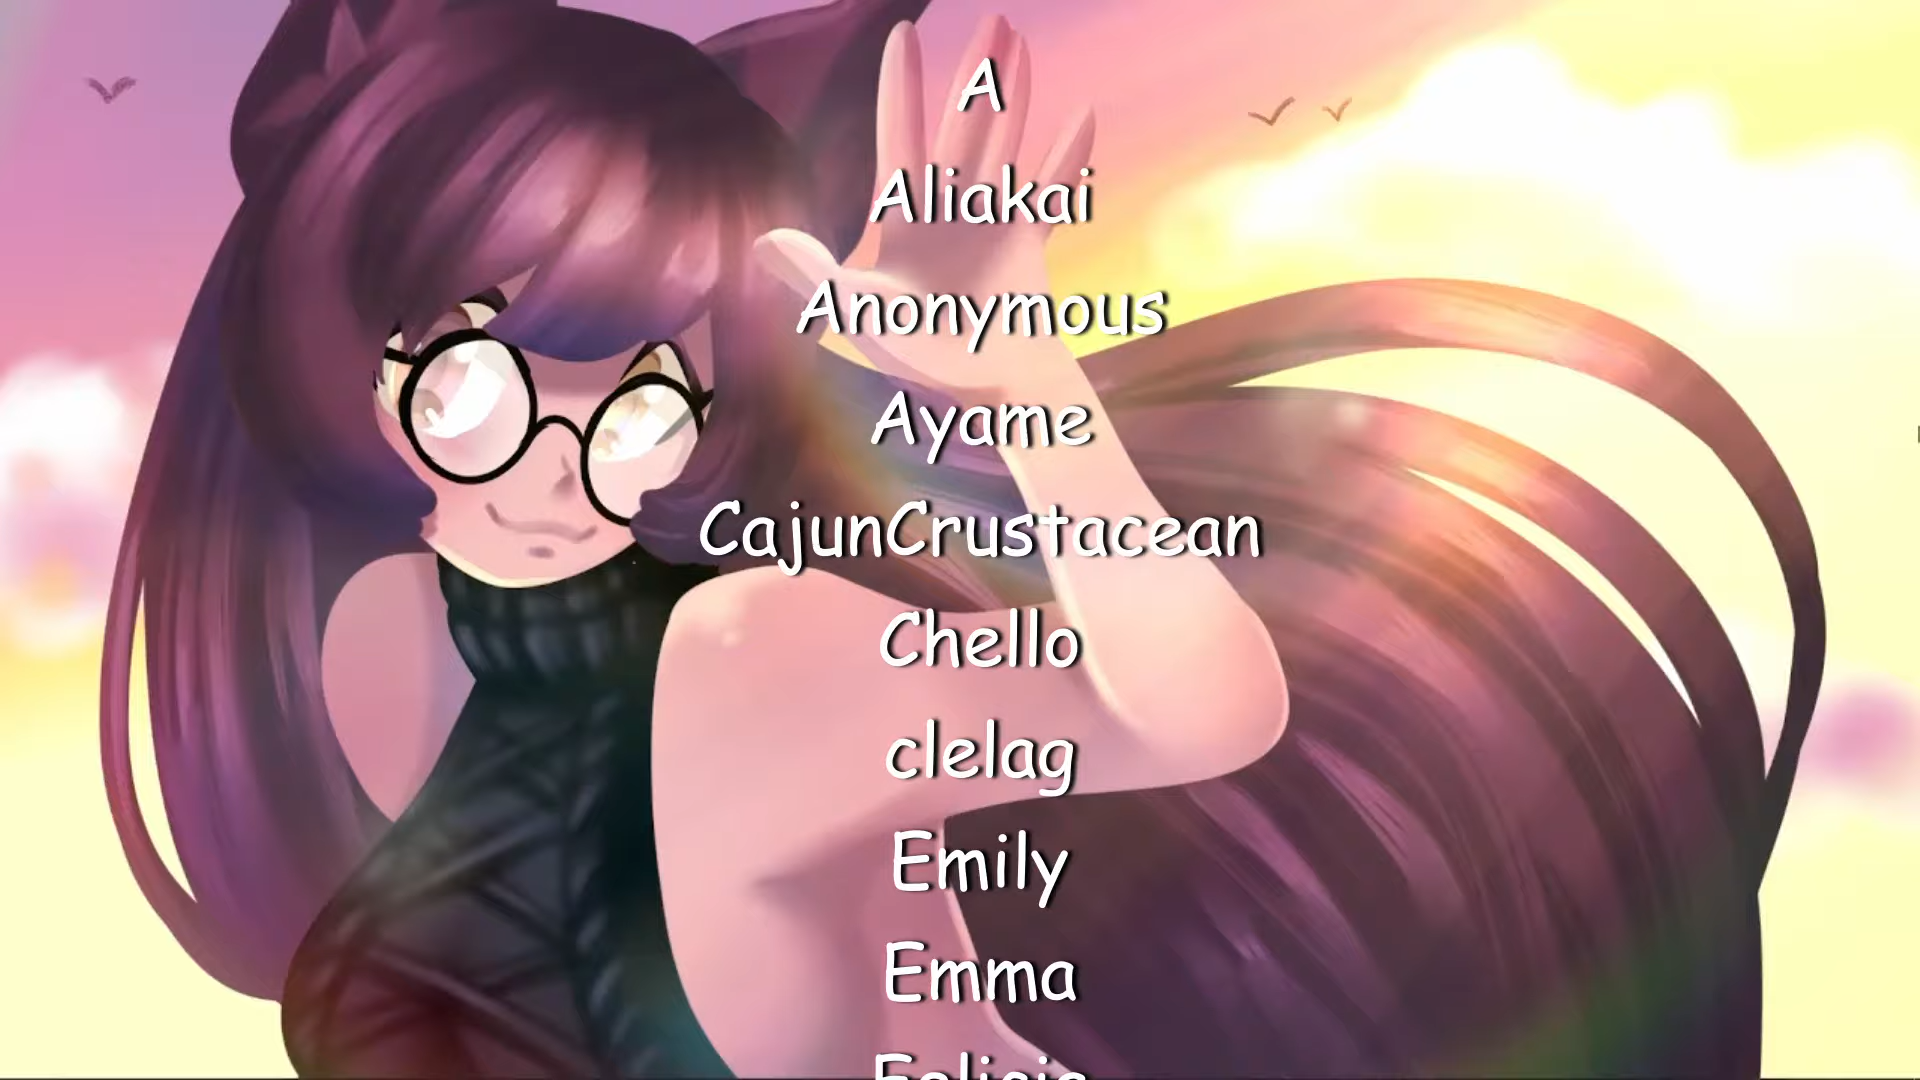 A
Aliakai
Anonymous
Ayame
CajunCrustacean
Chello
clelag
Emily
Emma